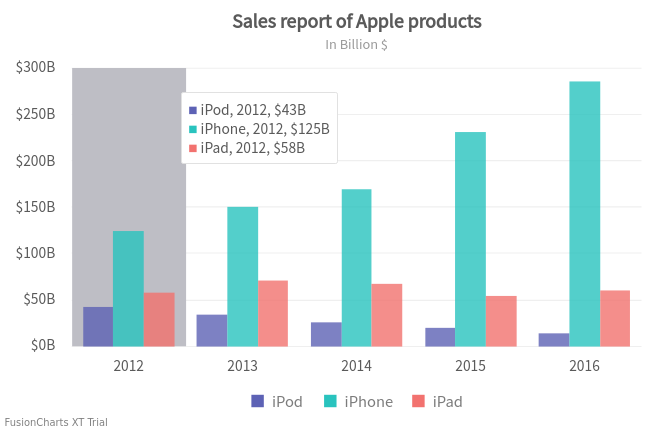 Sales report of Apple products
In Billion $
$300B
$250B
$200B
$150B
$100B
$50B
$0B
iPod, 2012, $43B
iPhone, 2012, $125B
iPad, 2012, $58B
2012 2013 2014 2015 2016
iPod iPhone iPad
FusionCharts XT Trial